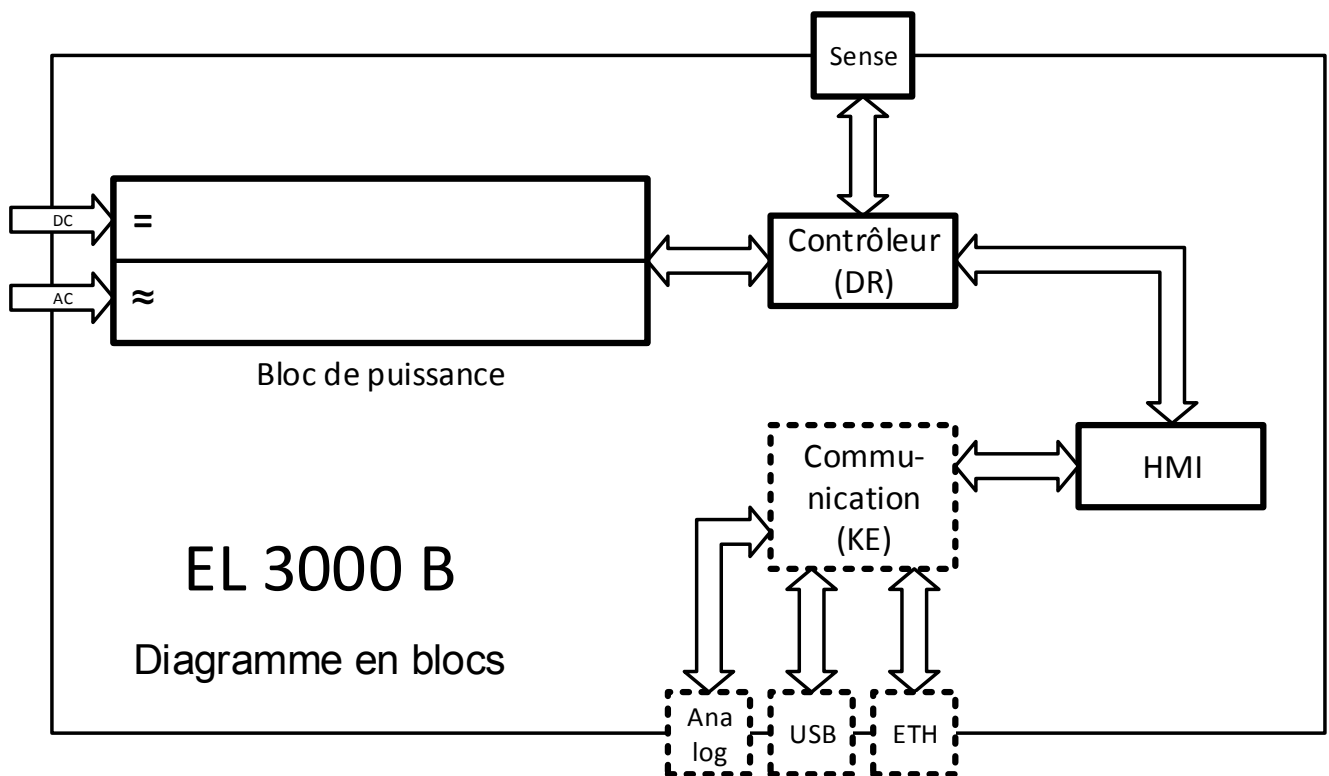 Sense
DC
=
Contrôleur
(DR)
AC
≈
Bloc de puissance
Commu-
nication
(KE)
HMI
EL 3000 B
Diagramme en blocs
Ana
log
USB
ETH